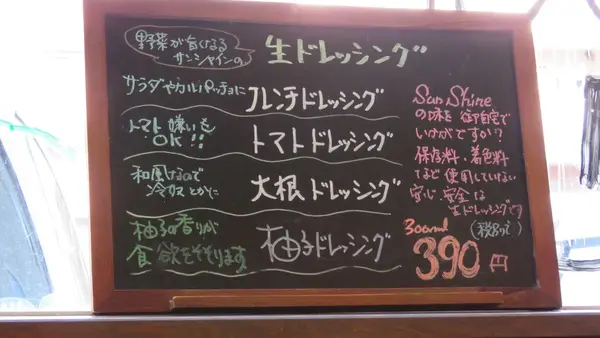 野菜が旨くなる
サンシャインの
生ドレッシング
サラダやカルパッチョに
フレンチドレッシング
トマト嫌いも
OK!!
トマトドレッシング
和風なので
冷奴とかに
大根ドレッシング
柚子の香りが
食欲をそそります
柚子ドレッシング
Sun Shine
の味を御自宅で
いかがですか?
保存料・着色料
など使用していない
安心・安全な
生ドレッシングです
300ml
(税別で)
390円